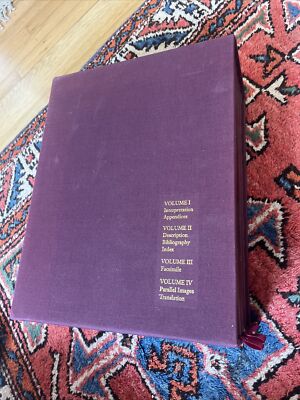 VOLUME I
Interpretation
Appendices
VOLUME II
Description
Bibliography
Index
VOLUME III
Facsimile
VOLUME IV
Parallel Images
Translation